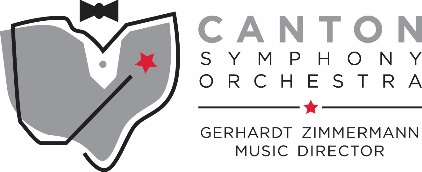 CANTON
SYMPHONY
ORCHESTRA
GERHARDT ZIMMERMANN
MUSIC DIRECTOR